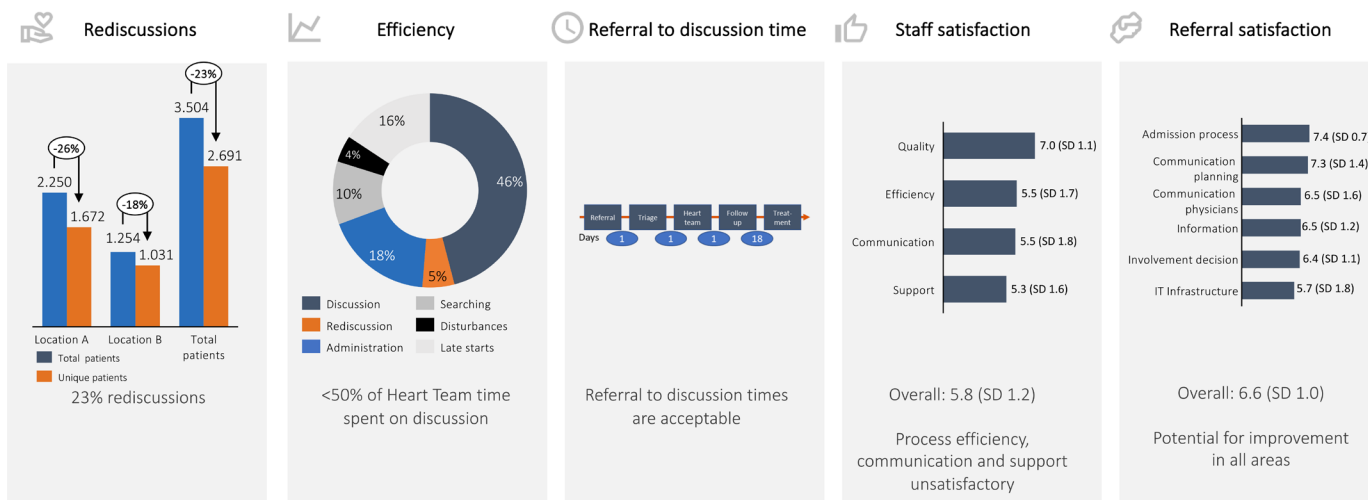 Rediscussions
-23%
3.504
-26%
2.691
2.250
-18%
1.672
1.254
1.031
Location A
Location B
Total
patients
Total patients
Unique patients
23% rediscussions
Efficiency
16%
4%
46%
10%
18%
5%
Discussion
Searching
Rediscussion
Disturbances
Administration
Late starts
<50% of Heart Team time
spent on discussion
Referral to discussion time
Referral
Triage
Heart
team
Follow
up
Treat-
ment
Days
1
1
1
18
Referral to discussion times
are acceptable
Staff satisfaction
Quality
7.0 (SD 1.1)
Efficiency
5.5 (SD 1.7)
Communication
5.5 (SD 1.8)
Support
5.3 (SD 1.6)
Overall: 5.8 (SD 1.2)
Process efficiency,
communication and support
unsatisfactory
Referral satisfaction
Admission process
7.4 (SD 0.7
Communication
planning
7.3 (SD 1.4)
Communication
physicians
6.5 (SD 1.6)
Information
6.5 (SD 1.2)
Involvement decision
6.4 (SD 1.1)
IT Infrastructure
5.7 (SD 1.8)
Overall: 6.6 (SD 1.0)
Potential for improvement
in all areas